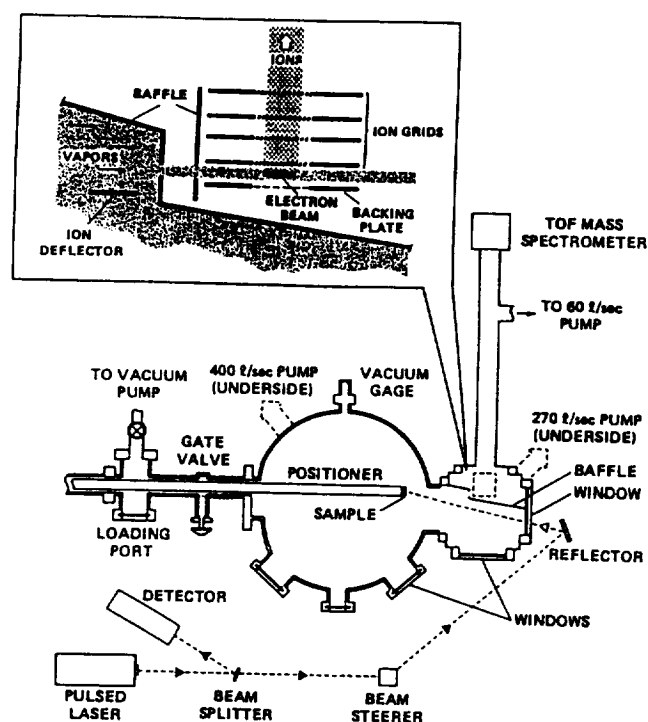 IONS
BAFFLE
ION GRIDS
VAPORS
ELECTRON
BEAM
BACKING
PLATE
ION
DEFLECTOR
TOF MASS
SPECTROMETER
TO 60 ℓ/sec
PUMP
400 ℓ/sec PUMP
(UNDERSIDE)
VACUUM
GAGE
TO VACUUM
PUMP
270 ℓ/sec PUMP
(UNDERSIDE)
GATE
VALVE
POSITIONER
BAFFLE
WINDOW
SAMPLE
LOADING
PORT
REFLECTOR
DETECTOR
WINDOWS
PULSED
LASER
BEAM
SPLITTER
BEAM
STEERER